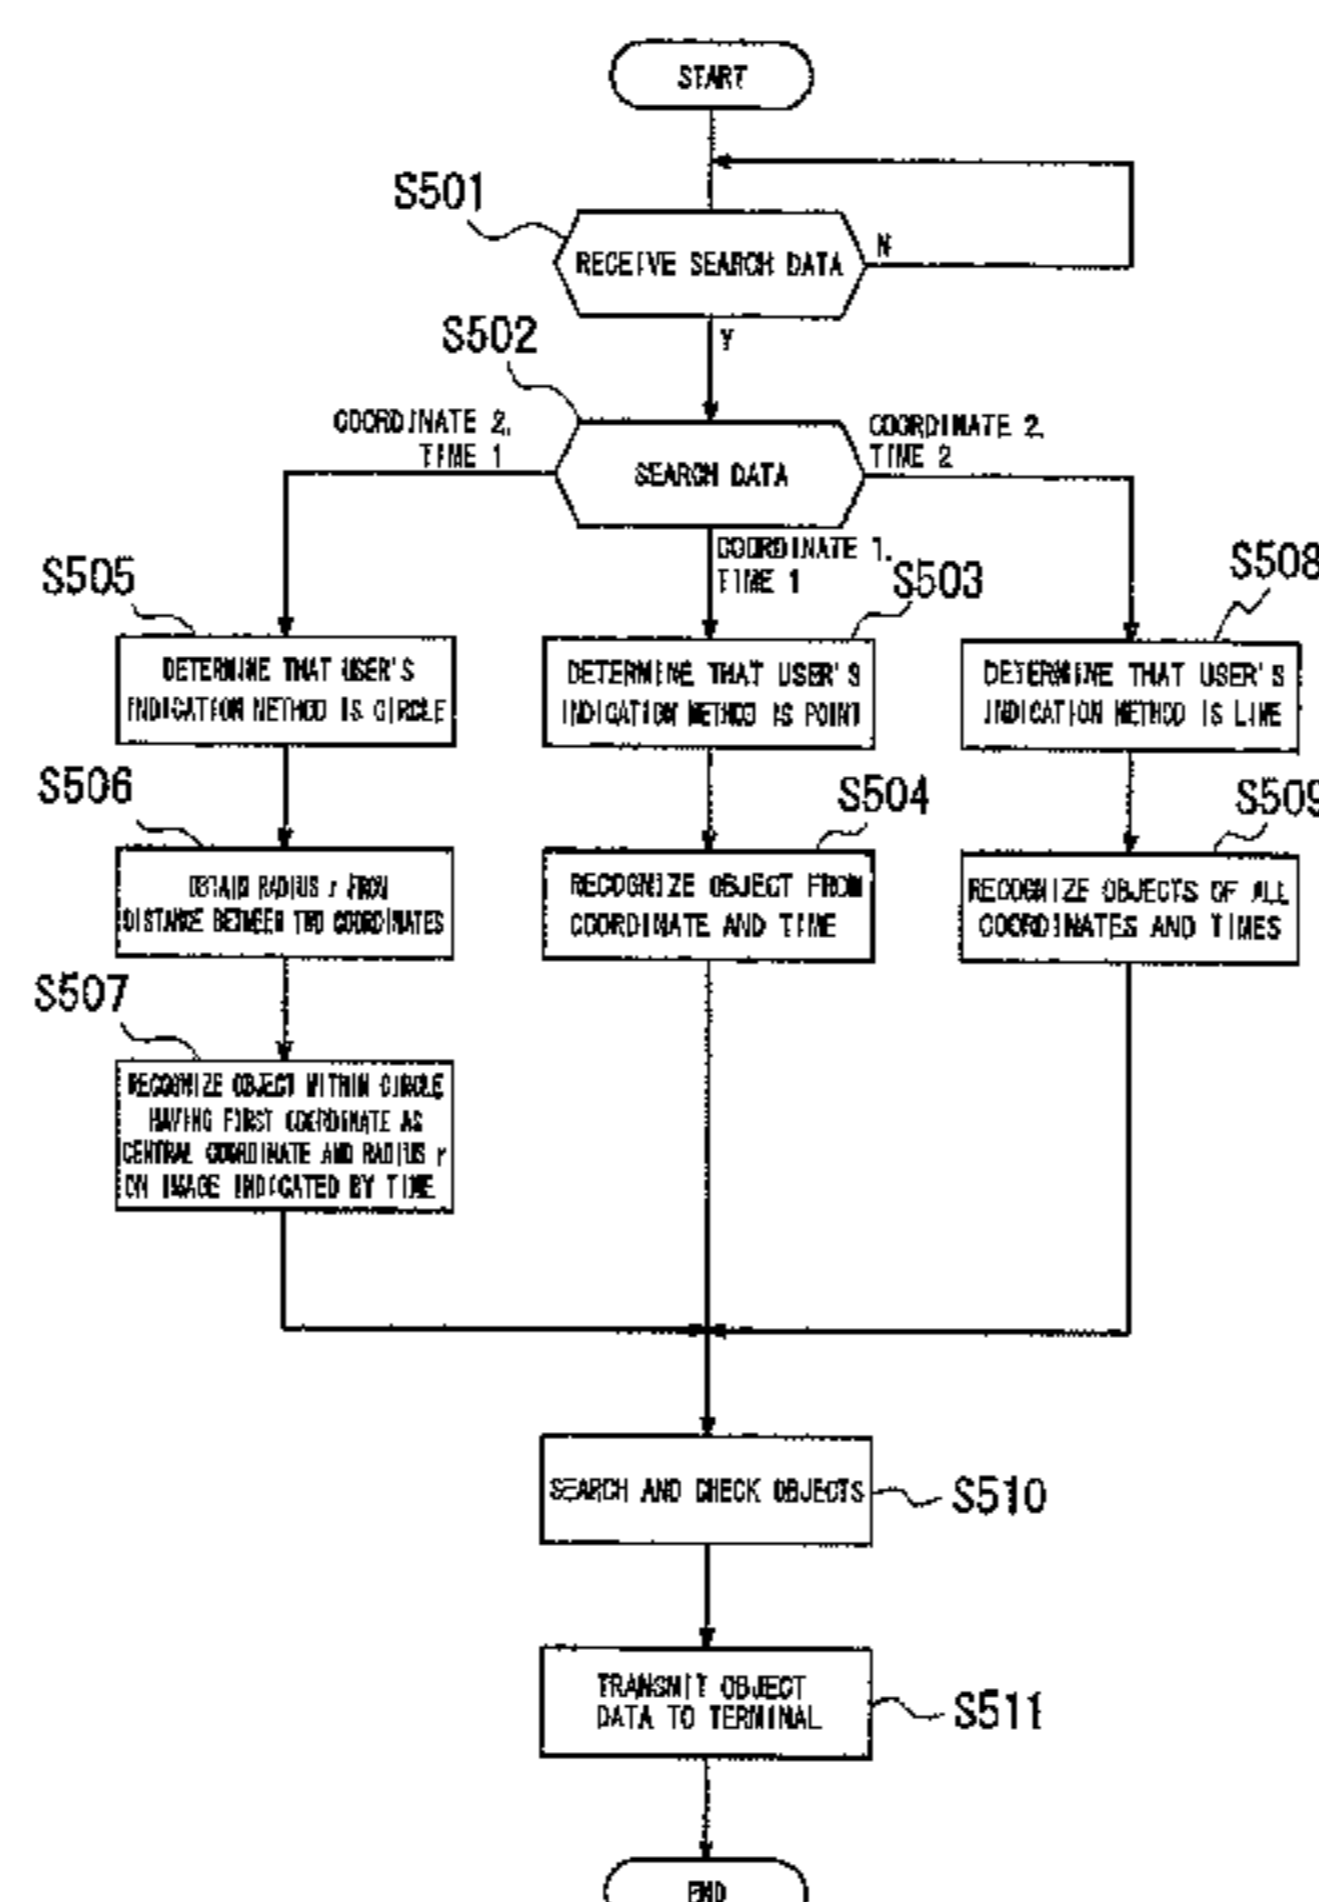 START
S501
RECEIVE SEARCH DATA
N
Y
S502
COORDINATE 2,
TIME 1
SEARCH DATA
COORDINATE 2,
TIME 2
COORDINATE 1,
TIME 1
S505
DETERMINE THAT USER'S
INDICATION METHOD IS CIRCLE
S503
DETERMINE THAT USER'S
INDICATION METHOD IS POINT
S508
DETERMINE THAT USER'S
INDICATION METHOD IS LINE
S506
OBTAIN RADIUS r FROM
DISTANCE BETWEEN TWO COORDINATES
S504
RECOGNIZE OBJECT FROM
COORDINATE AND TIME
S509
RECOGNIZE OBJECTS OF ALL
COORDINATES AND TIMES
S507
RECOGNIZE OBJECT WITHIN CIRCLE
HAVING FIRST COORDINATE AS
CENTRAL COORDINATE AND RADIUS r
ON IMAGE INDICATED BY TIME
SEARCH AND CHECK OBJECTS
S510
TRANSMIT OBJECT
DATA TO TERMINAL
S511
END